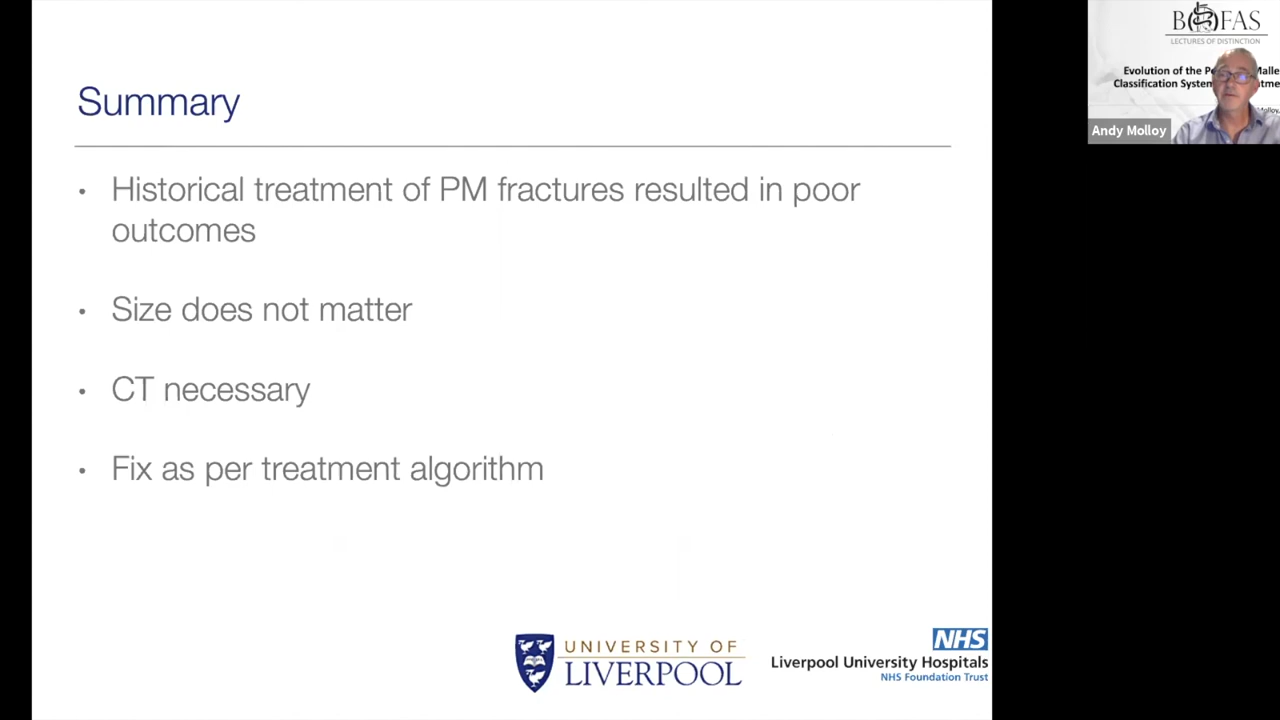 Summary
• Historical treatment of PM fractures resulted in poor
outcomes
• Size does not matter
• CT necessary
• Fix as per treatment algorithm
UNIVERSITY OF
LIVERPOOL
NHS
Liverpool University Hospitals
NHS Foundation Trust
BOFAS
LECTURES OF DISTINCTION
Evolution of the
Classification
Andy Molloy